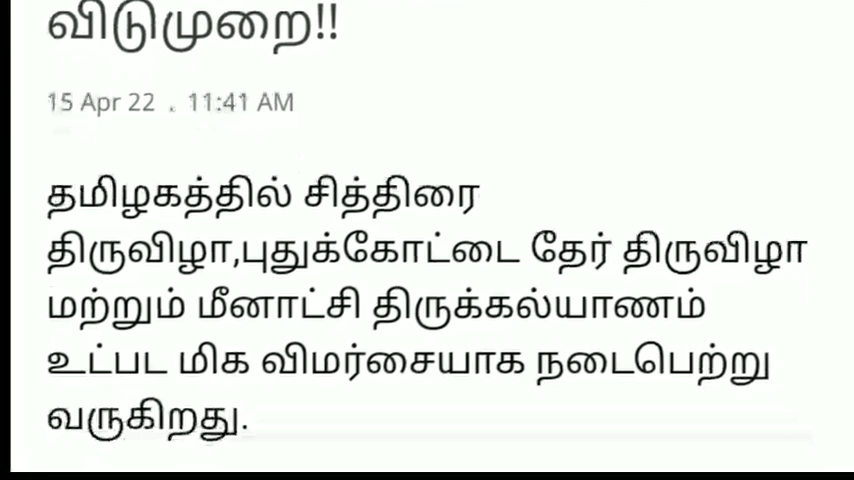 விடுமுறை!!
15 Apr 22 . 11:41 AM
தமிழகத்தில் சித்திரை
திருவிழா,புதுக்கோட்டை தேர் திருவிழா
மற்றும் மீனாட்சி திருக்கல்யாணம்
உட்பட மிக விமர்சையாக நடைபெற்று
வருகிறது.